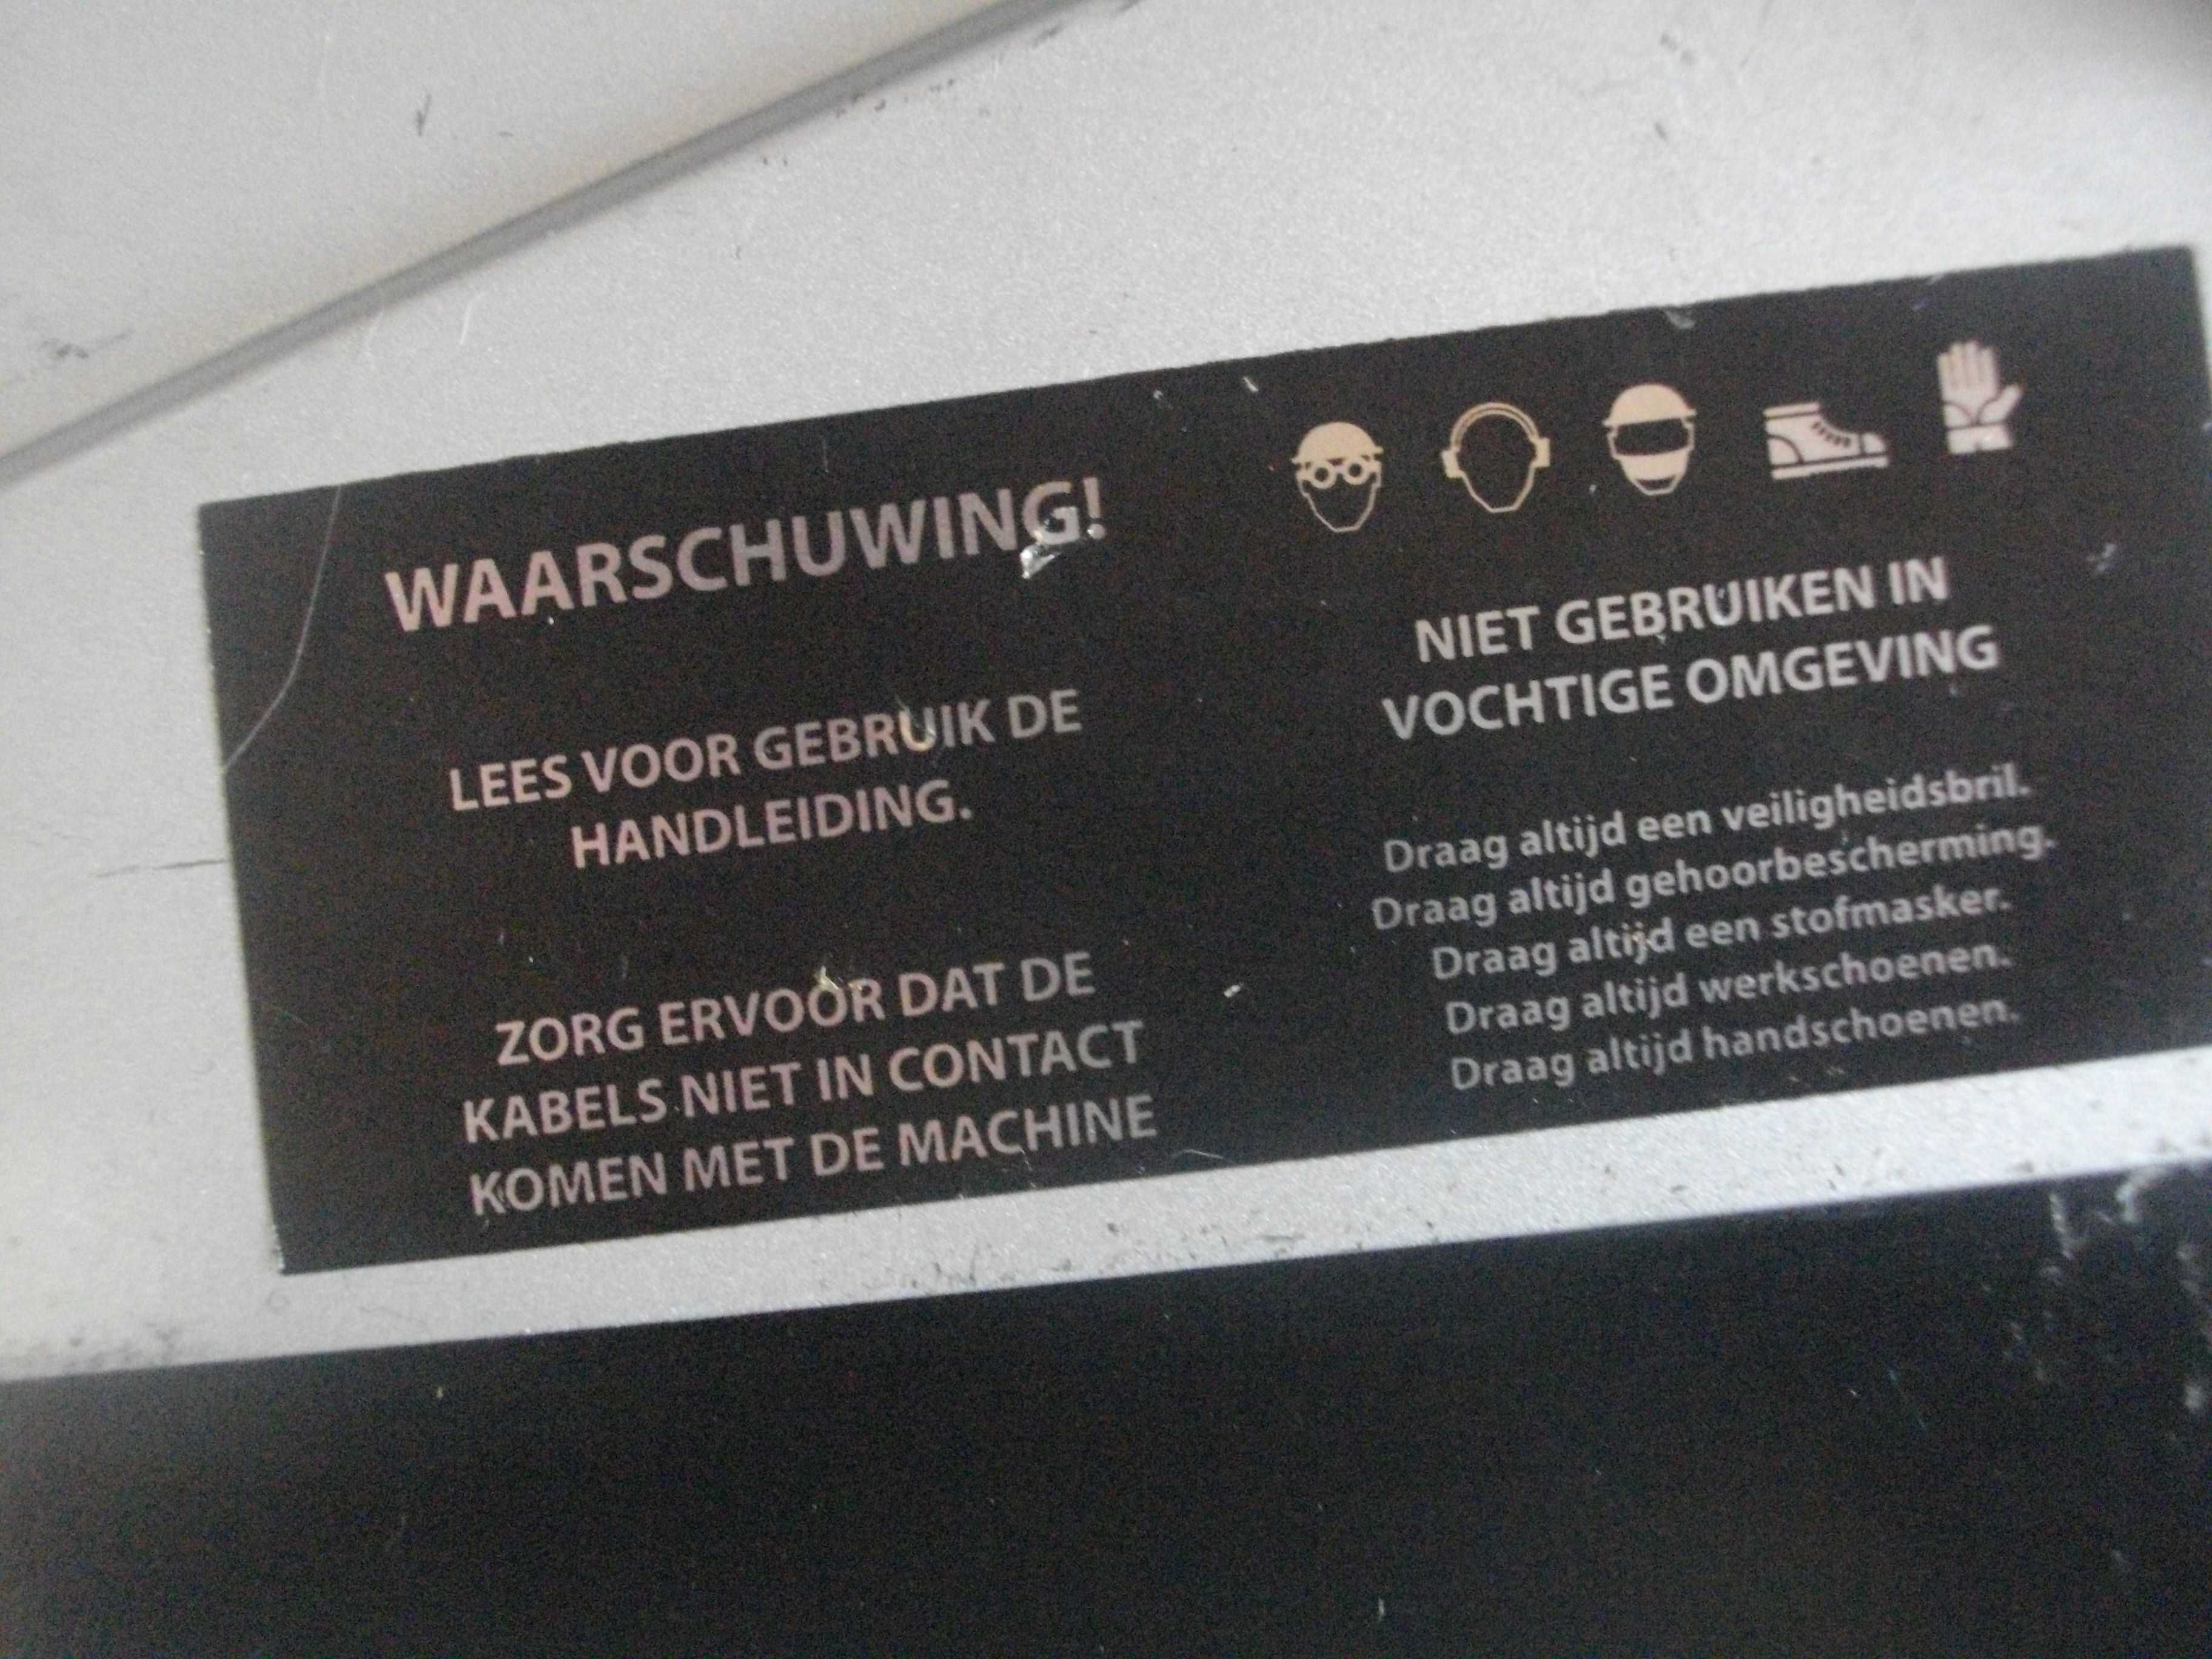 WAARSCHUWING!
LEES VOOR GEBRUIK DE
HANDLEIDING.
ZORG ERVOOR DAT DE
KABELS NIET IN CONTACT
KOMEN MET DE MACHINE
NIET GEBRUIKEN IN
VOCHTIGE OMGEVING
Draag altijd een veiligheidsbril.
Draag altijd gehoorbescherming.
Draag altijd een stofmasker.
Draag altijd werkschoenen.
Draag altijd handschoenen.